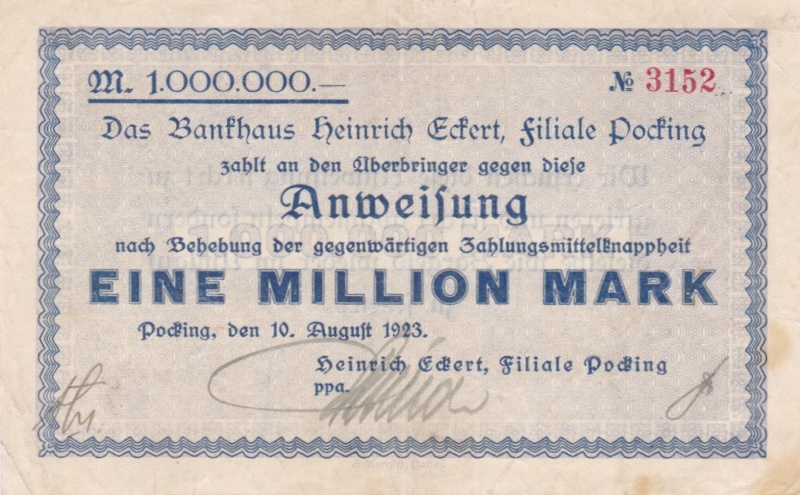 M. 1.000.000.—
№ 3152
Das Bankhaus Heinrich Eckert, Filiale Pocking
zahlt an den Überbringer gegen diese
Anweisung
nach Behebung der gegenwärtigen Zahlungsmittelknappheit
EINE MILLION MARK
Pocking, den 10. August 1923.
Heinrich Eckert, Filiale Pocking
ppa.